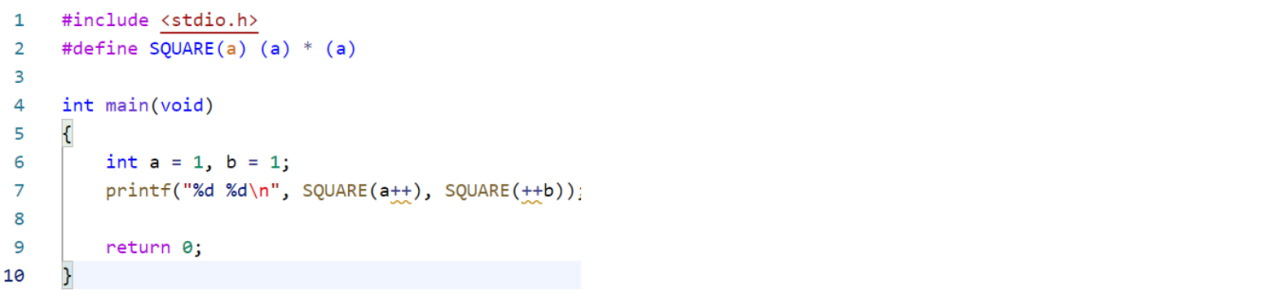 1 #include <stdio.h>
2 #define SQUARE(a) (a) * (a)
3
4 int main(void)
5 {
6 int a = 1, b = 1;
7 printf("%d %d\n", SQUARE(a++), SQUARE(++b));
8
9 return 0;
10 }